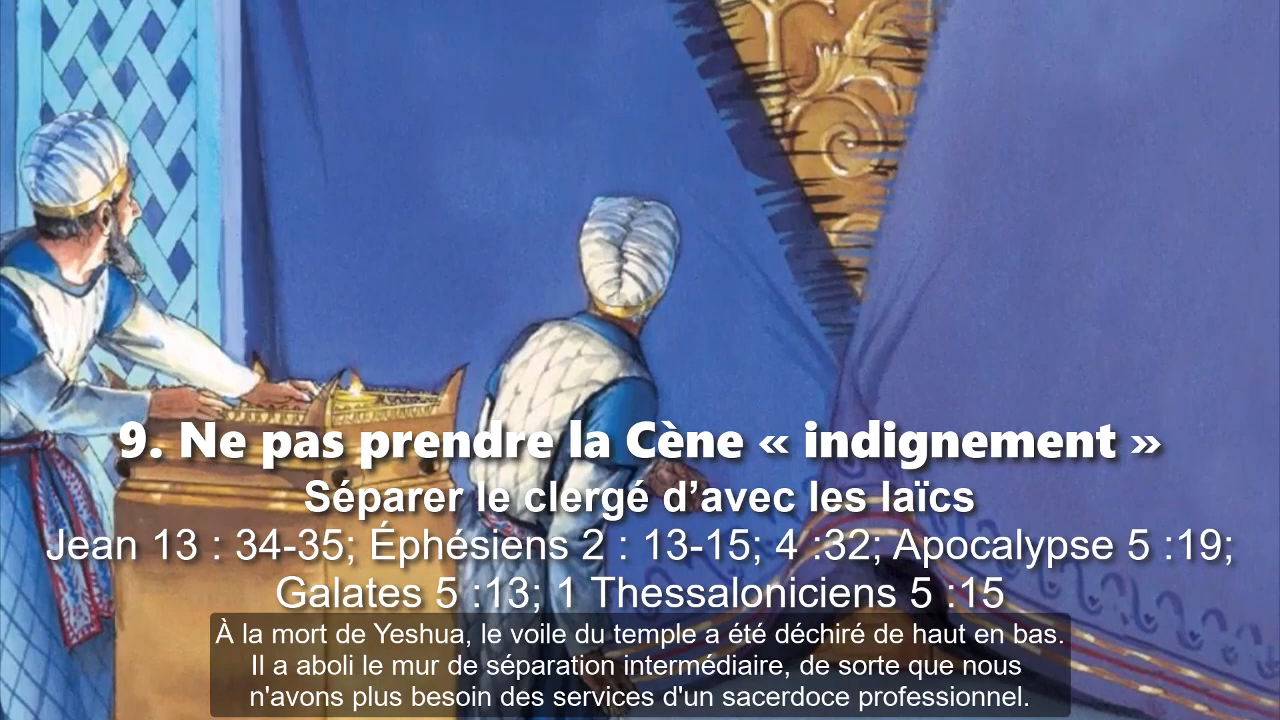 9. Ne pas prendre la Cène « indignement »
Séparer le clergé d’avec les laïcs
Jean 13 : 34-35; Éphésiens 2 : 13-15; 4 :32; Apocalypse 5 :19;
Galates 5 :13; 1 Thessaloniciens 5 :15
À la mort de Yeshua, le voile du temple a été déchiré de haut en bas.
Il a aboli le mur de séparation intermédiaire, de sorte que nous
n'avons plus besoin des services d'un sacerdoce professionnel.